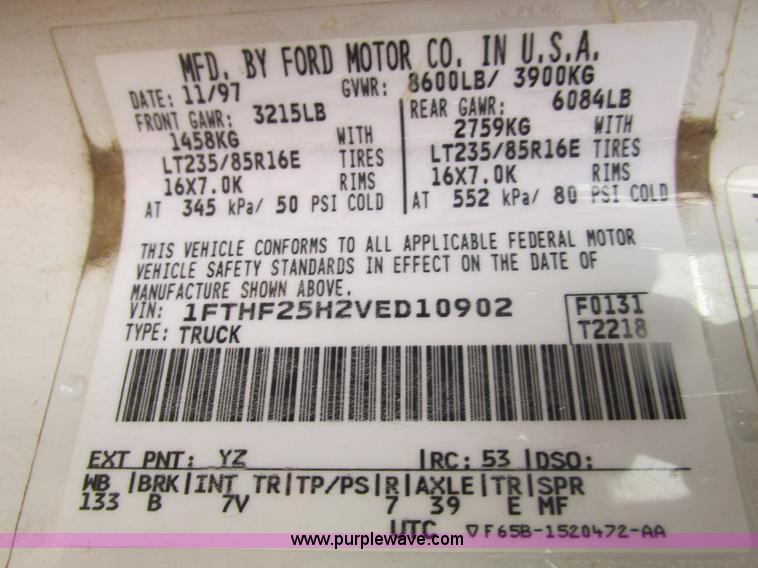 MFD. BY FORD MOTOR CO. IN U.S.A.
DATE: 11/97 GVWR: 8600LB/ 3900KG
FRONT GAWR: 3215LB
1458KG WITH
LT235/85R16E TIRES
16X7.0K RIMS
AT 345 kPa/ 50 PSI COLD
REAR GAWR: 6084LB
2759KG WITH
LT235/85R16E TIRES
16X7.0K RIMS
AT 552 kPa/ 80 PSI COLD
THIS VEHICLE CONFORMS TO ALL APPLICABLE FEDERAL MOTOR
VEHICLE SAFETY STANDARDS IN EFFECT ON THE DATE OF
MANUFACTURE SHOWN ABOVE.
VIN: 1FTHF25H2VED10902 F0131
TYPE: TRUCK T2218
EXT PNT: YZ |RC: 53 |DSO:
WB |BRK|INT TR|TP/PS|R|AXLE|TR|SPR
133 B 7V 7 39 E MF
UTC ▽F65B-1520472-AA
www.purplewave.com